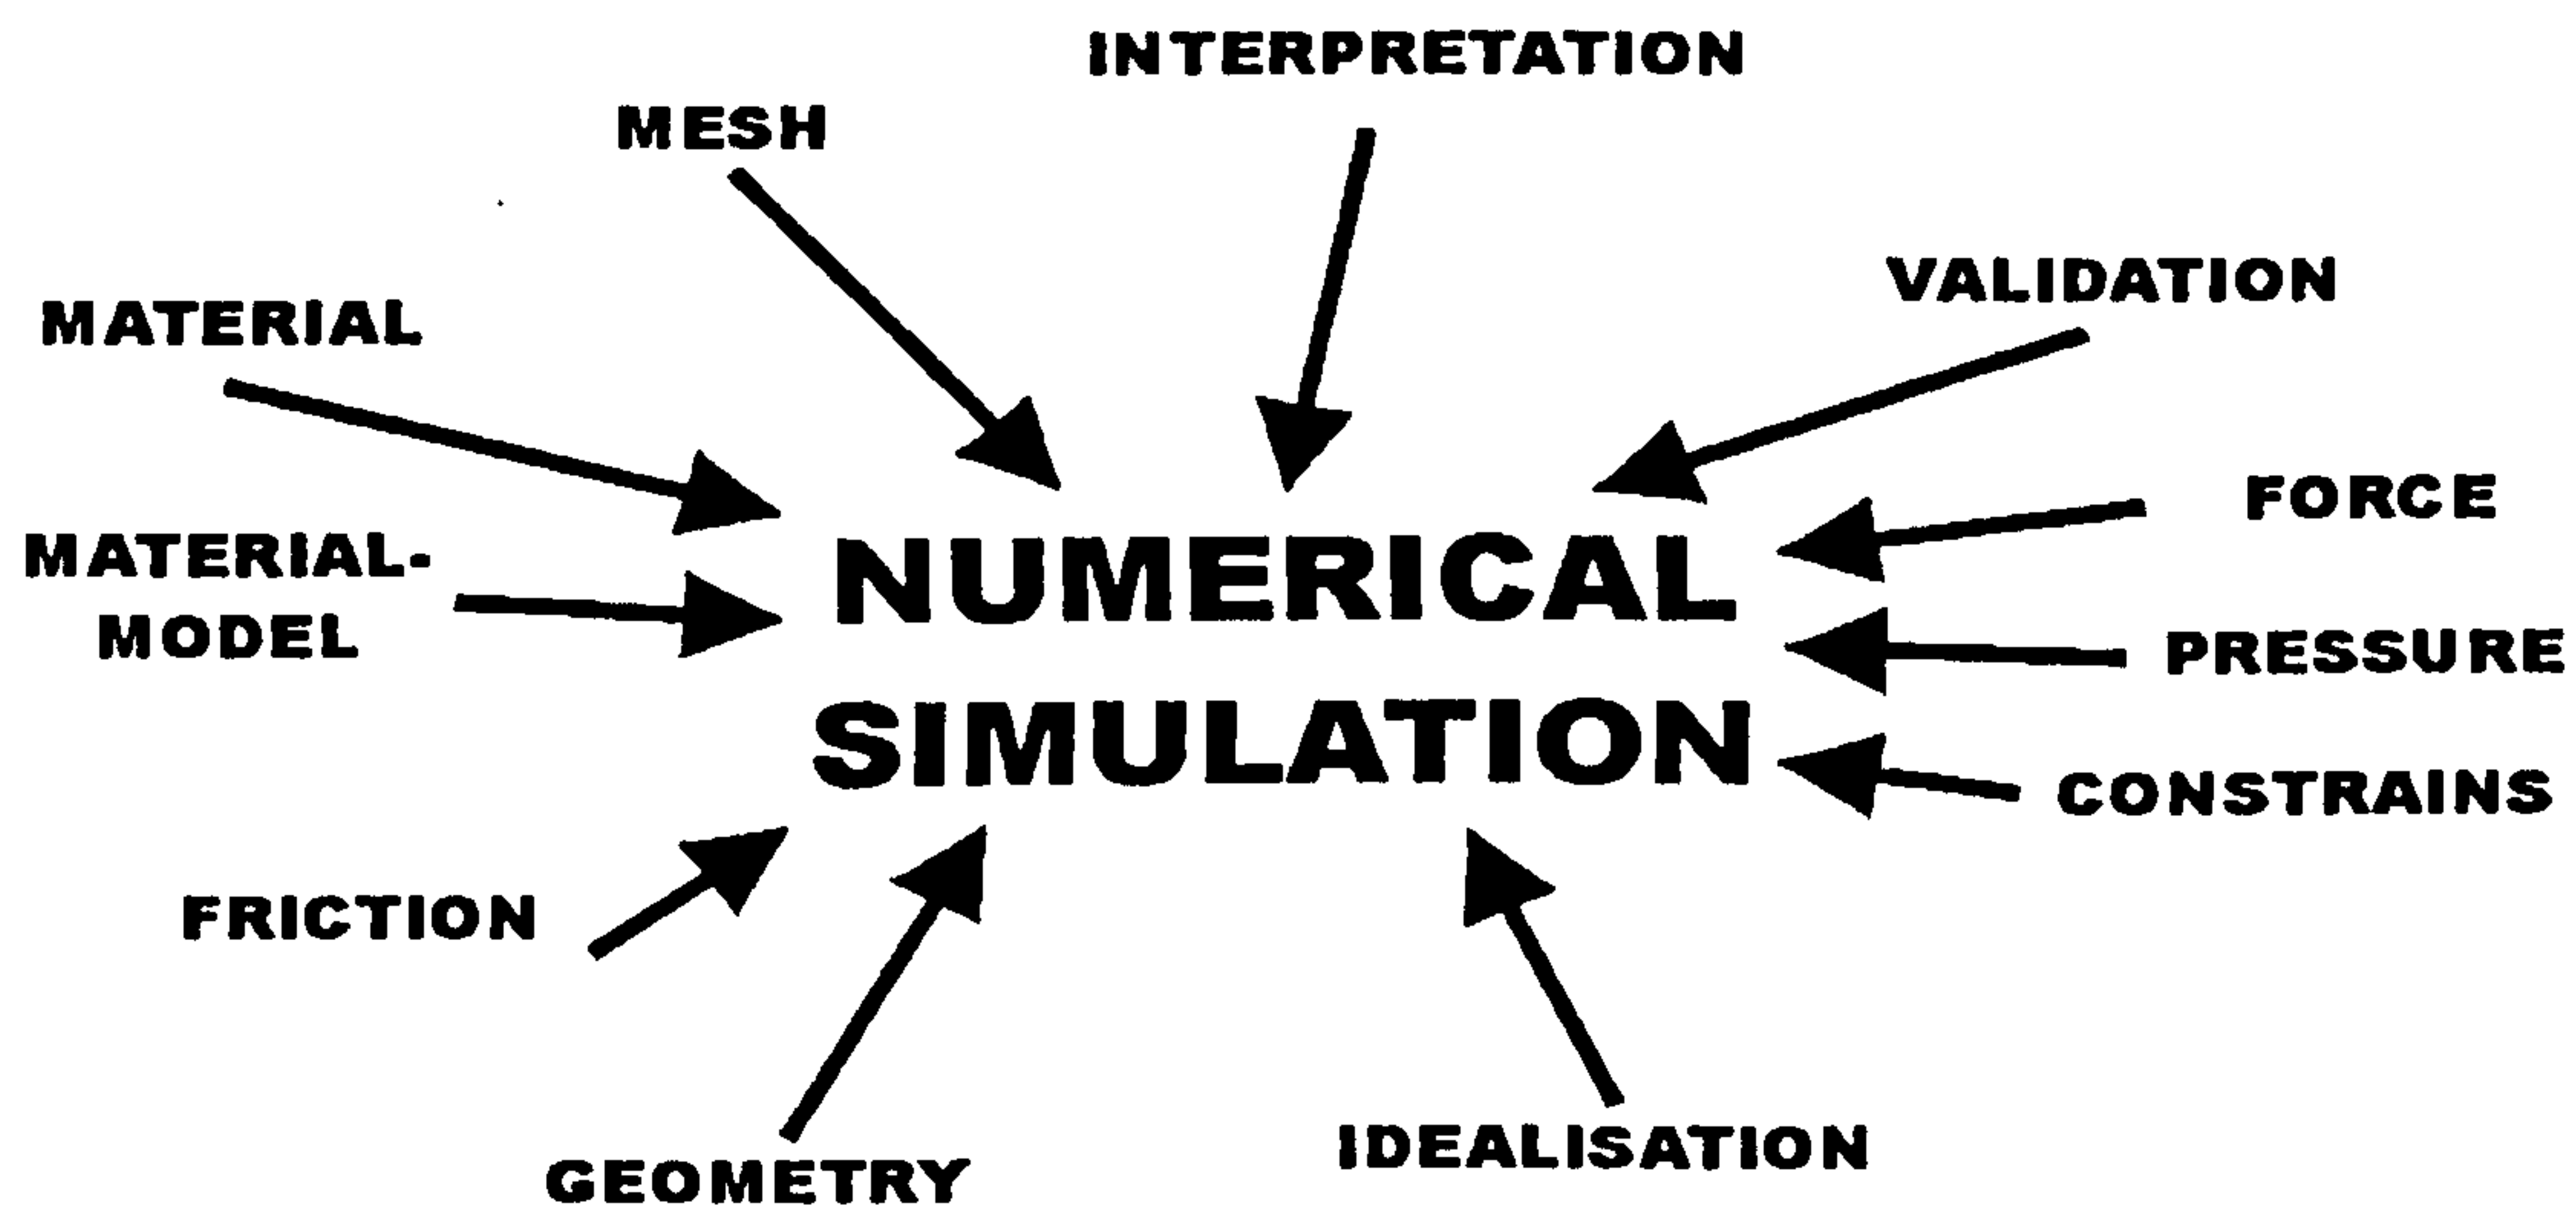 INTERPRETATION
MESH
VALIDATION
MATERIAL
FORCE
MATERIAL-
MODEL
NUMERICAL
SIMULATION
PRESSURE
CONSTRAINS
FRICTION
GEOMETRY
IDEALISATION